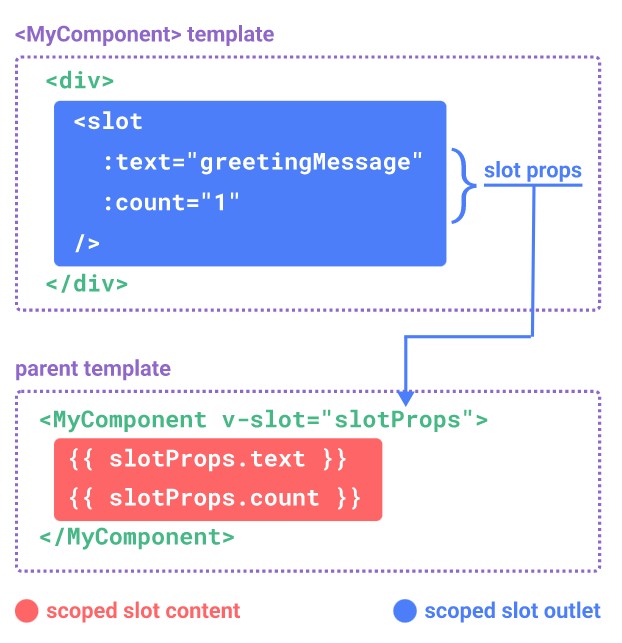 <MyComponent> template
<div>
<slot
:text="greetingMessage"
:count="1"
/>
slot props
</div>
parent template
<MyComponent v-slot="slotProps">
{{ slotProps.text }}
{{ slotProps.count }}
</MyComponent>
scoped slot content
scoped slot outlet